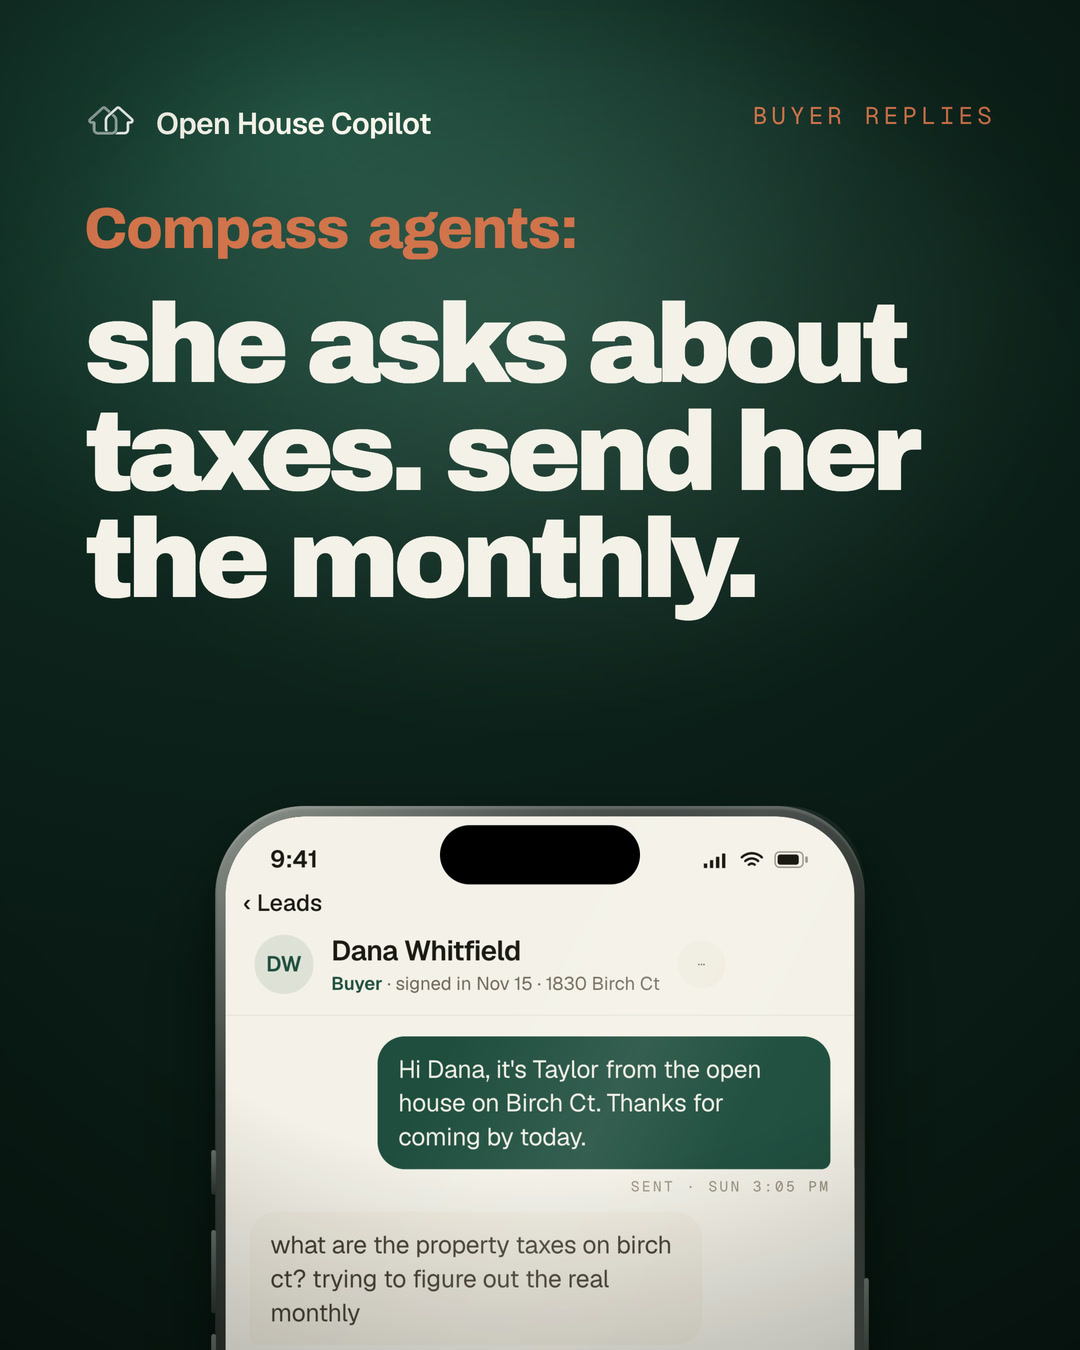 Open House Copilot
BUYER REPLIES
Compass agents:
she asks about
taxes. send her
the monthly.
9:41
‹ Leads
DW
Dana Whitfield
Buyer · signed in Nov 15 · 1830 Birch Ct
...
Hi Dana, it's Taylor from the open
house on Birch Ct. Thanks for
coming by today.
SENT · SUN 3:05 PM
what are the property taxes on birch
ct? trying to figure out the real
monthly